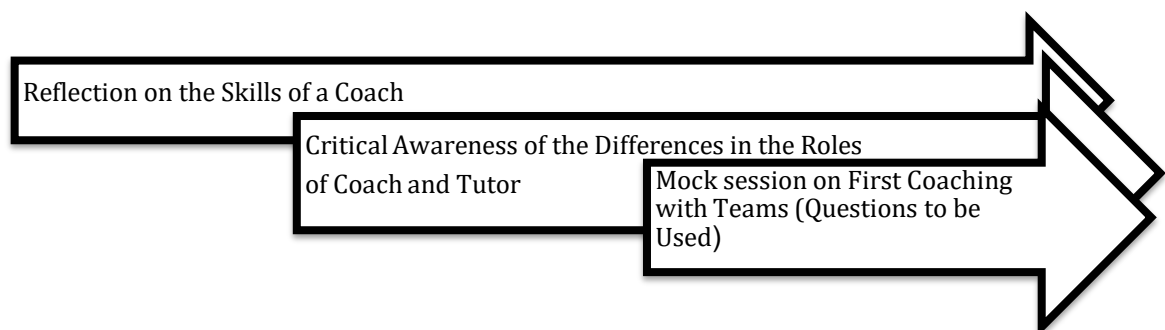 Reflection on the Skills of a Coach
Critical Awareness of the Differences in the Roles
of Coach and Tutor
Mock session on First Coaching
with Teams (Questions to be
Used)